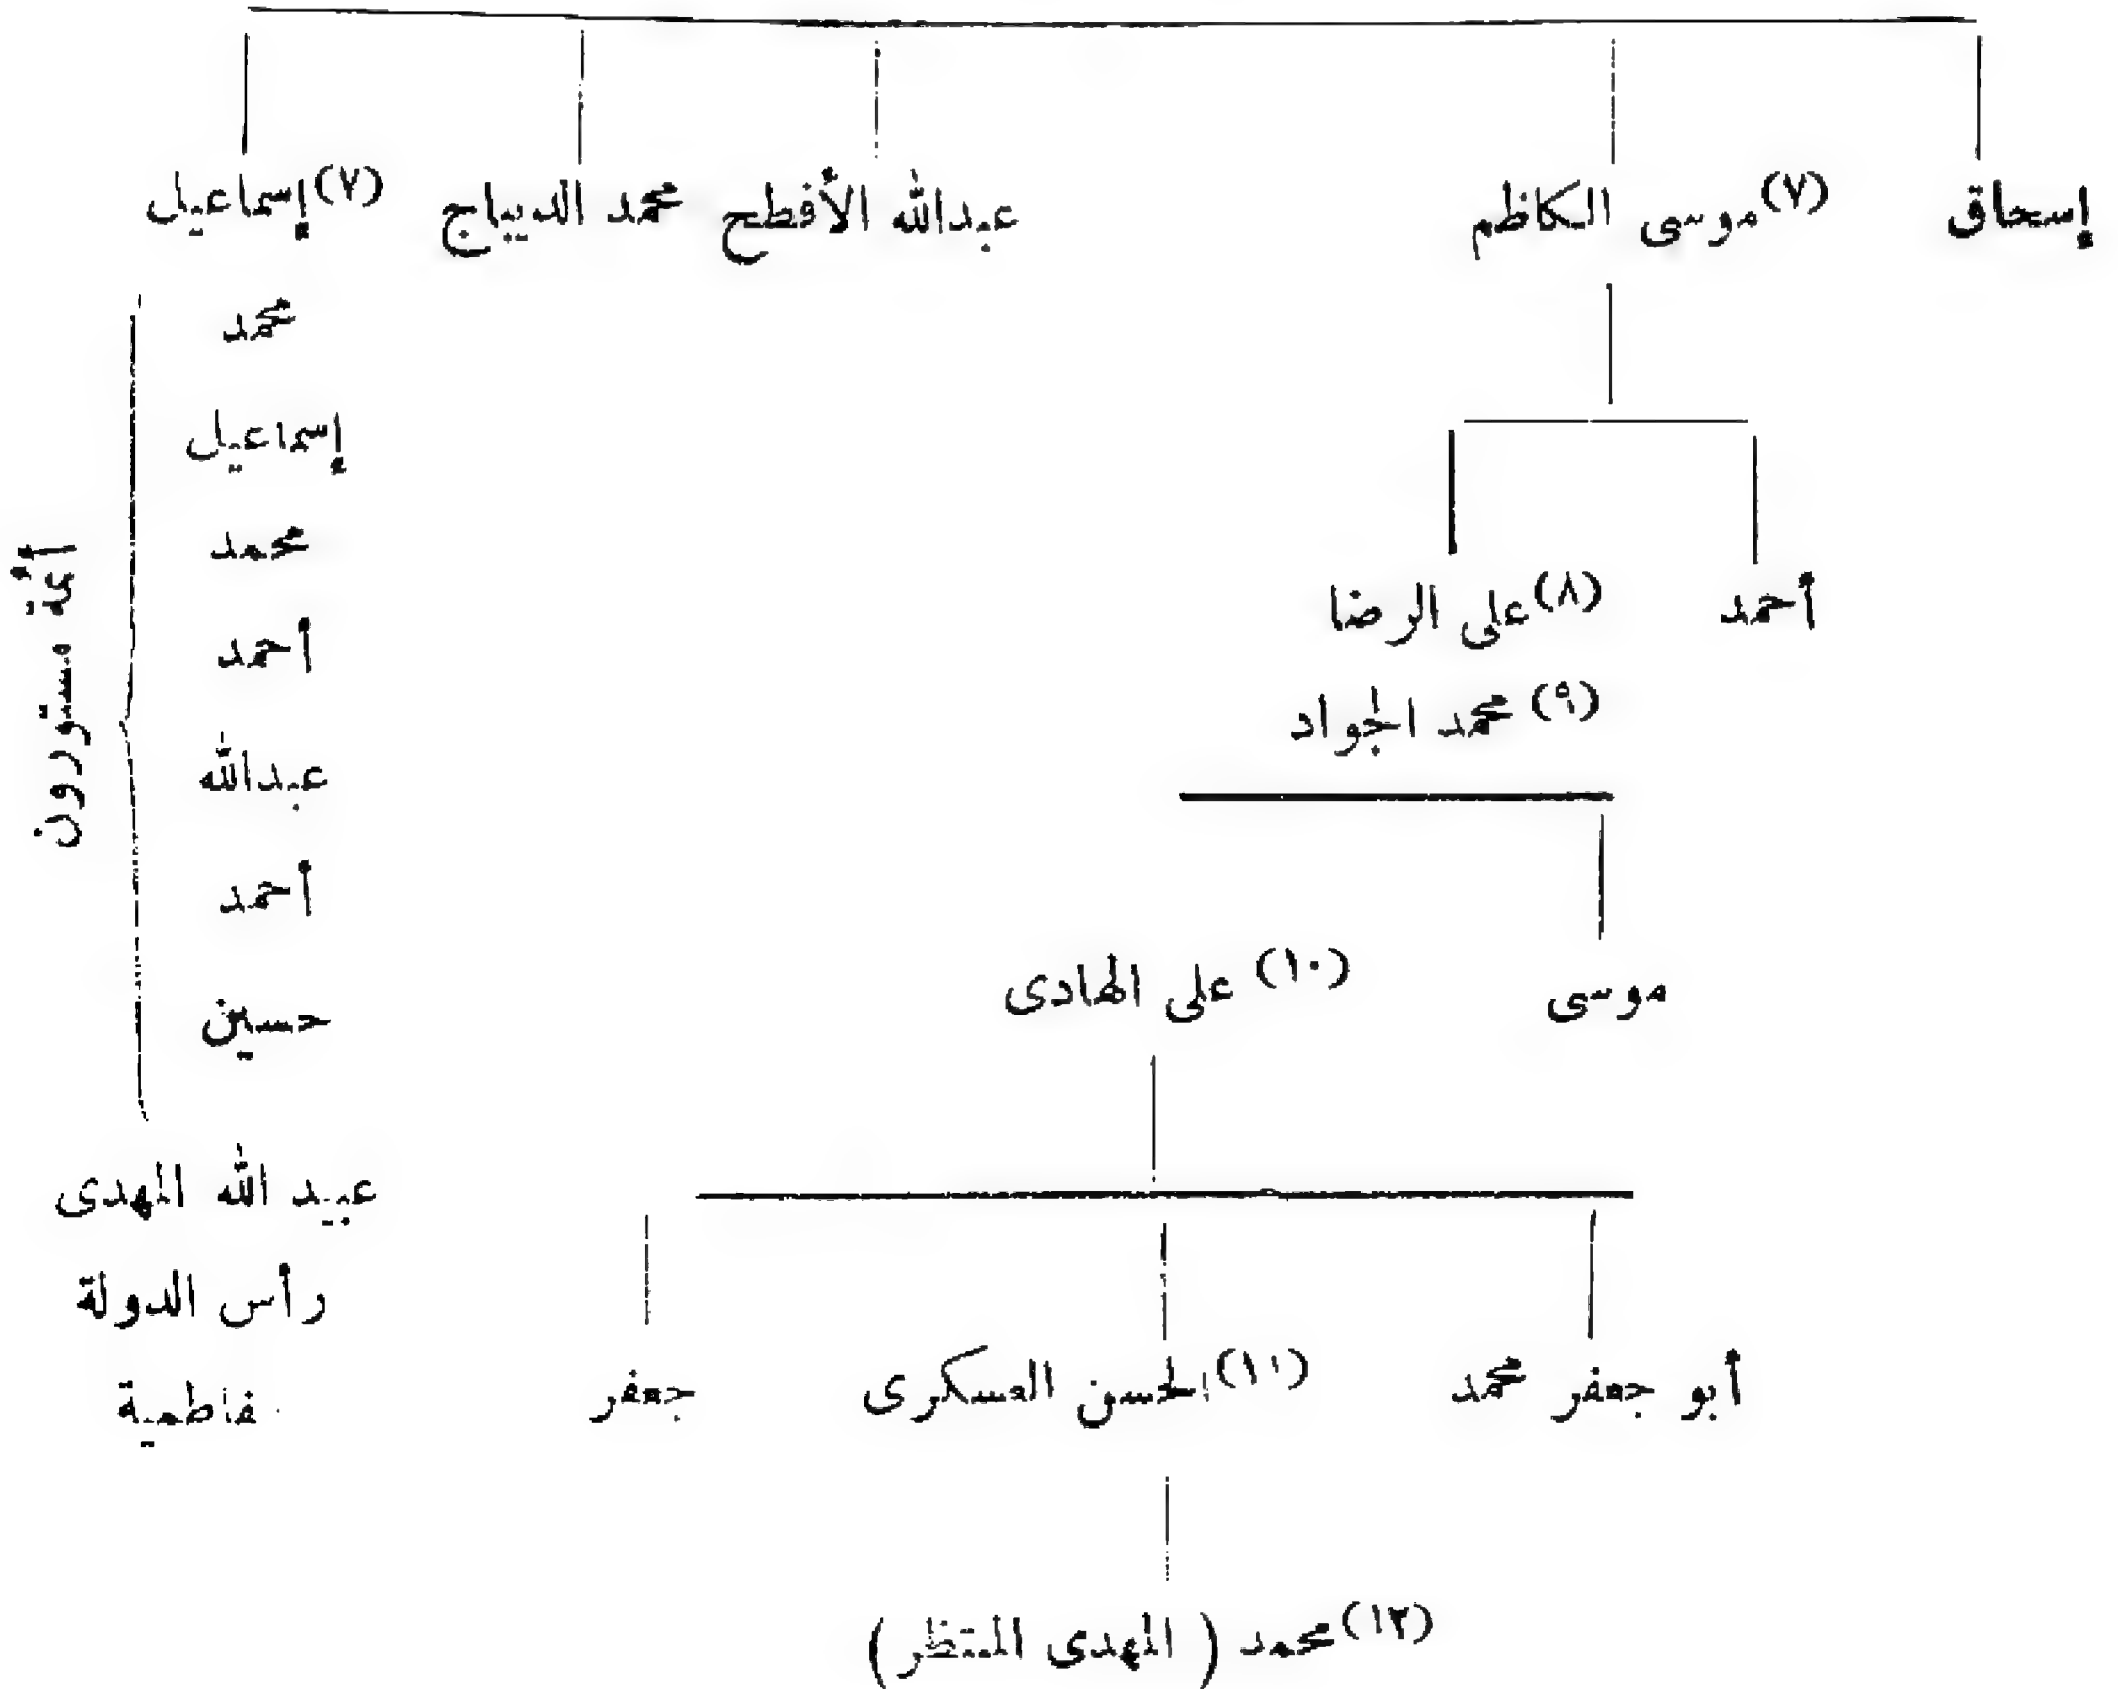 إسحاق (٧) موسى الكاظم عبدالله الأفطح محمد الديباج (٧) إسماعيل
محمد
إسماعيل
محمد
أحمد (٨) على الرضا
أحمد
(٩) محمد الجواد
عبدالله
أحمد
موسى (١٠) على الهادى
حسين
أئمة مستورون
عبيد الله المهدى
رأس الدولة
أبو جعفر محمد (١١) الحسن العسكرى جعفر
فاطمية
(١٢) محمد ( المهدى المنتظر )